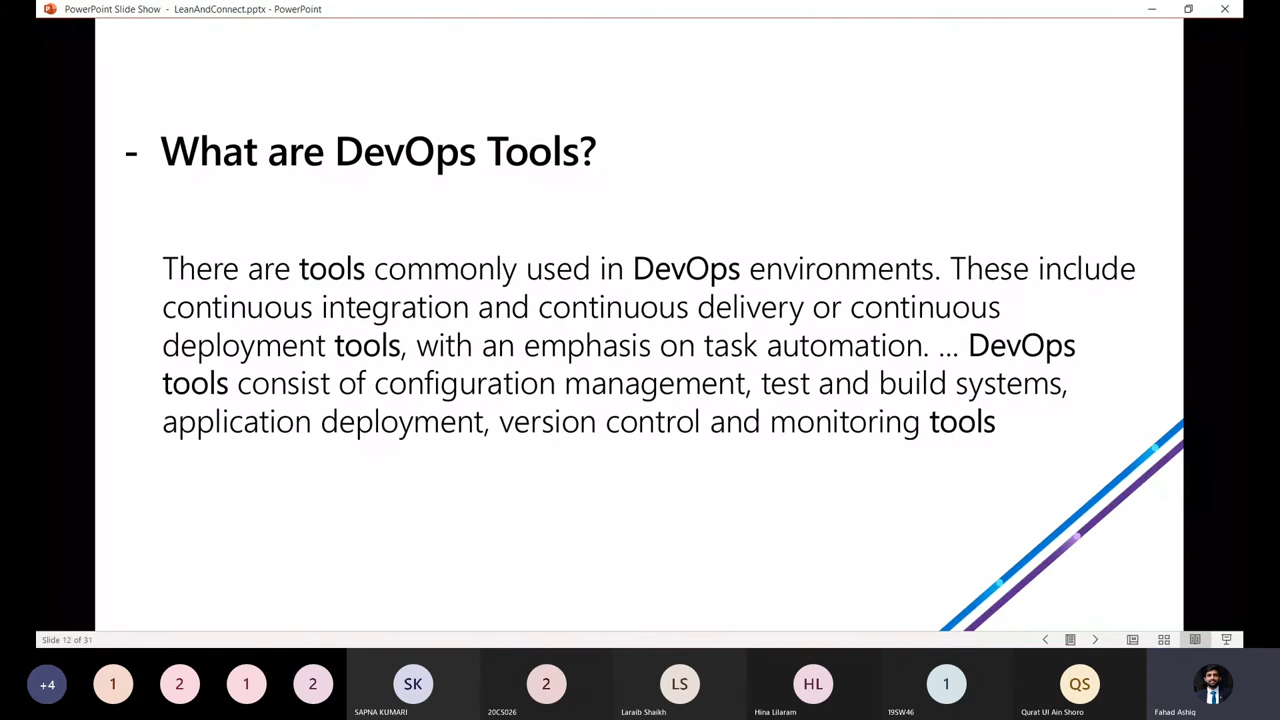 PowerPoint Slide Show - LeanAndConnect.pptx - PowerPoint
- What are DevOps Tools?
There are tools commonly used in DevOps environments. These include
continuous integration and continuous delivery or continuous
deployment tools, with an emphasis on task automation. ... DevOps
tools consist of configuration management, test and build systems,
application deployment, version control and monitoring tools
Slide 12 of 31
+4 1 2 1 2 SK 2 LS HL 1 QS
SAPNA KUMARI 20CS026 Laraib Shaikh Hina Lilaram 19SW46 Qurat Ul Ain Shoro Fahad Ashiq